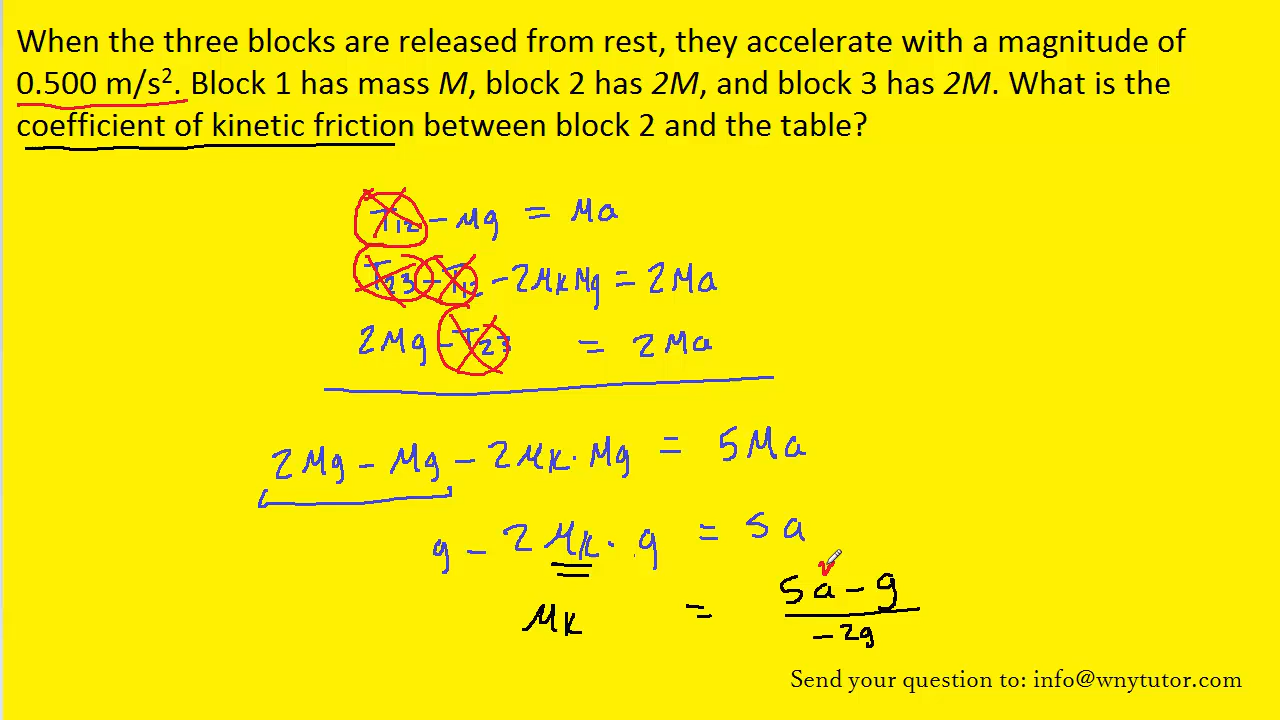 When the three blocks are released from rest, they accelerate with a magnitude of
0.500 m/s². Block 1 has mass M, block 2 has 2M, and block 3 has 2M. What is the
coefficient of kinetic friction between block 2 and the table?
T₁₂ - Mg = Ma
T₂₃ - T₁₂ - 2μₖMg = 2Ma
2Mg - T₂₃ = 2Ma
2Mg - Mg - 2μₖ·Mg = 5Ma
g - 2μₖ·g = 5a
μₖ = (5a - g)/(-2g)
Send your question to: info@wnytutor.com